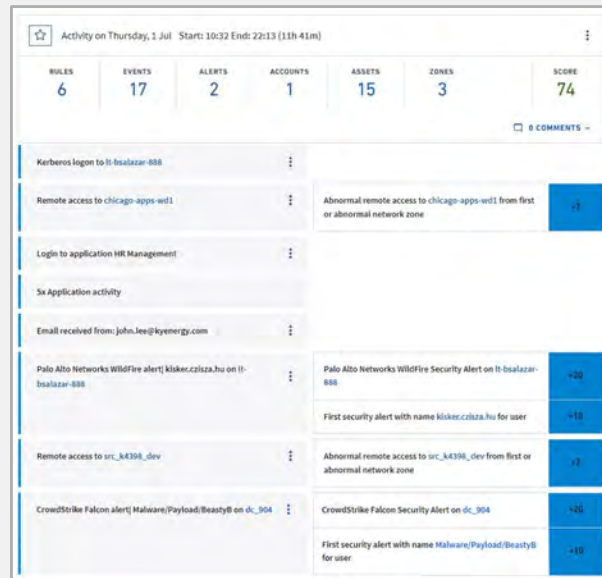 Activity on Thursday, 1 Jul Start: 10:32 End: 22:13 (11h 41m)
RULES EVENTS ALERTS ACCOUNTS ASSETS ZONES SCORE
6 17 2 1 15 3 74
0 COMMENTS
Kerberos logon to lt-bsalazar-888
Remote access to chicago-apps-wd1
Abnormal remote access to chicago-apps-wd1 from first
or abnormal network zone
Login to application HR Management
5x Application activity
Email received from: john.lee@kyenergy.com
Palo Alto Networks WildFire alert| kisker.czisza.hu on lt-
bsalazar-888
Palo Alto Networks WildFire Security Alert on lt-bsalazar-
888
+20
First security alert with name kisker.czisza.hu for user
+10
Remote access to src_k4398_dev
Abnormal remote access to src_k4398_dev from first or
abnormal network zone
CrowdStrike Falcon alert| Malware/Payload/BeastyB on dc_904
CrowdStrike Falcon Security Alert on dc_904
+20
First security alert with name Malware/Payload/BeastyB
for user
+10